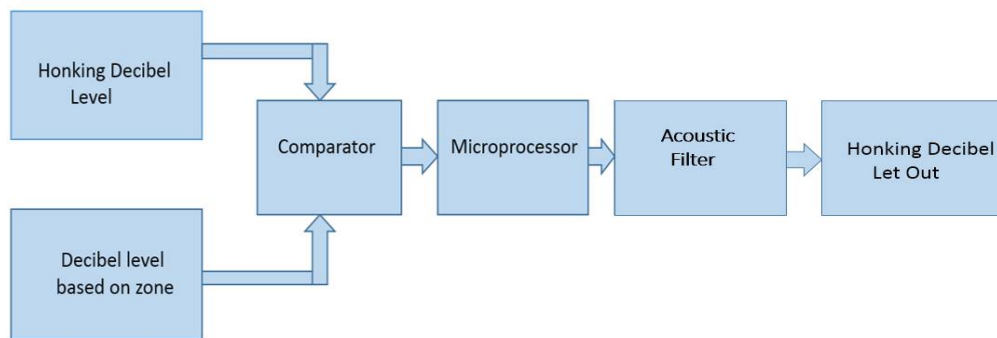 Honking Decibel
Level
Comparator
Microprocessor
Acoustic
Filter
Honking Decibel
Let Out
Decibel level
based on zone